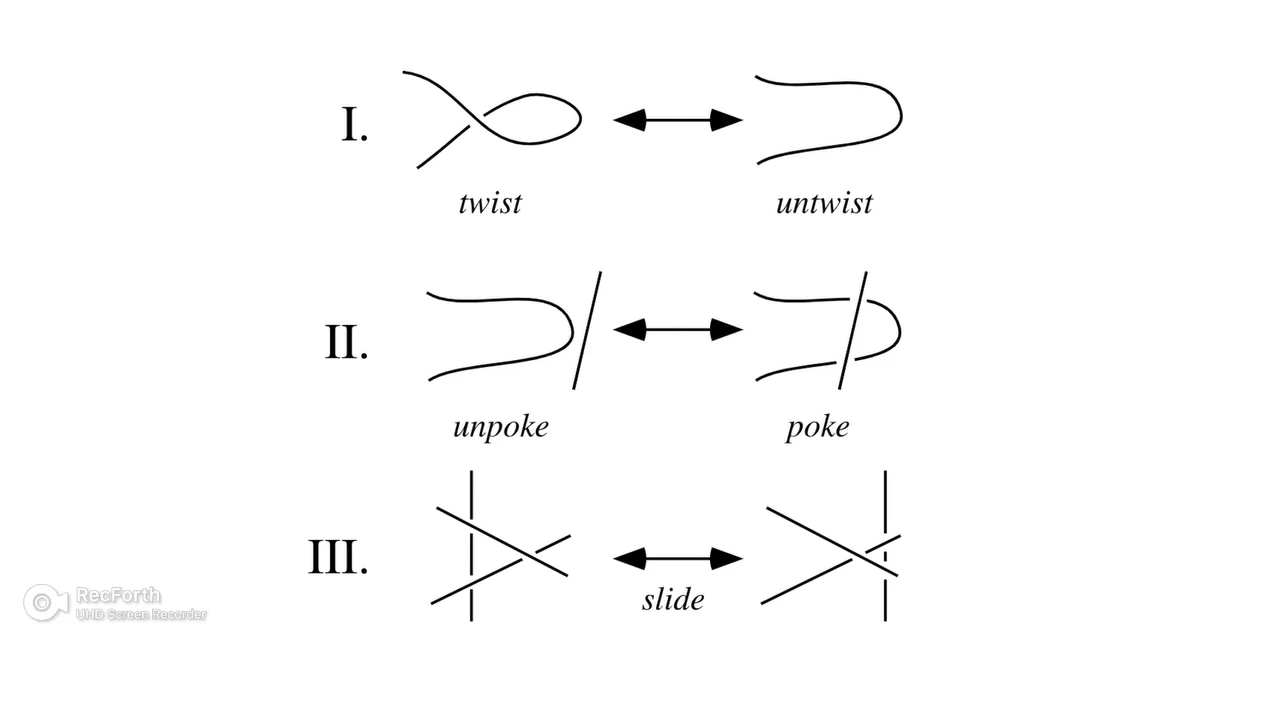 I.
twist
untwist
II.
unpoke
poke
III.
slide
RecForth
UHD Screen Recorder